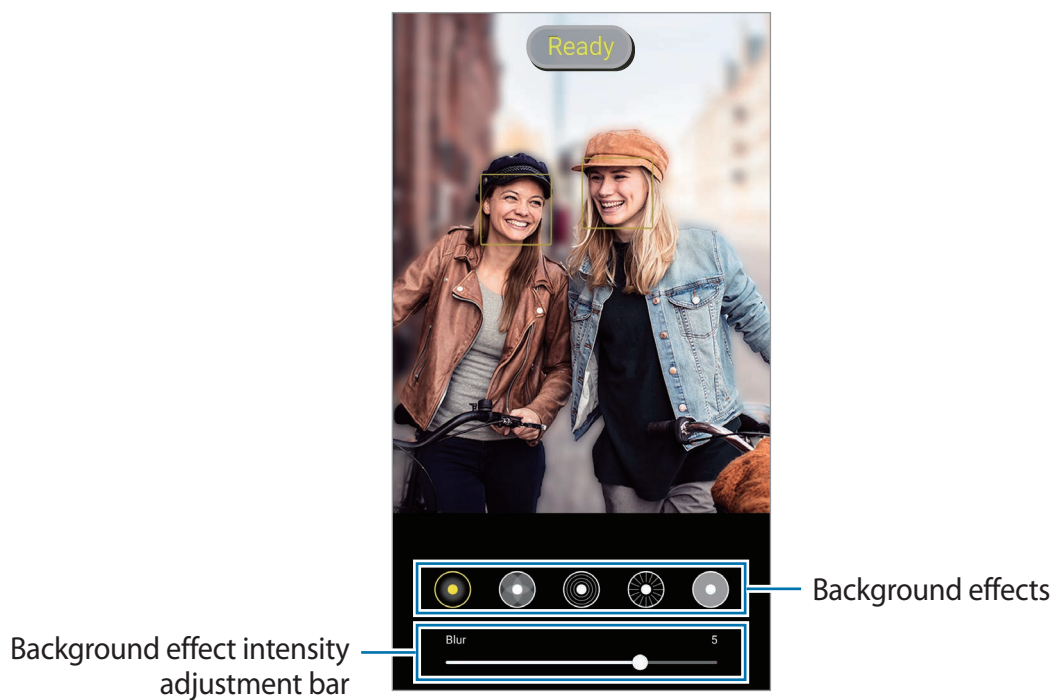 Ready
Background effects
Blur 5
Background effect intensity
adjustment bar